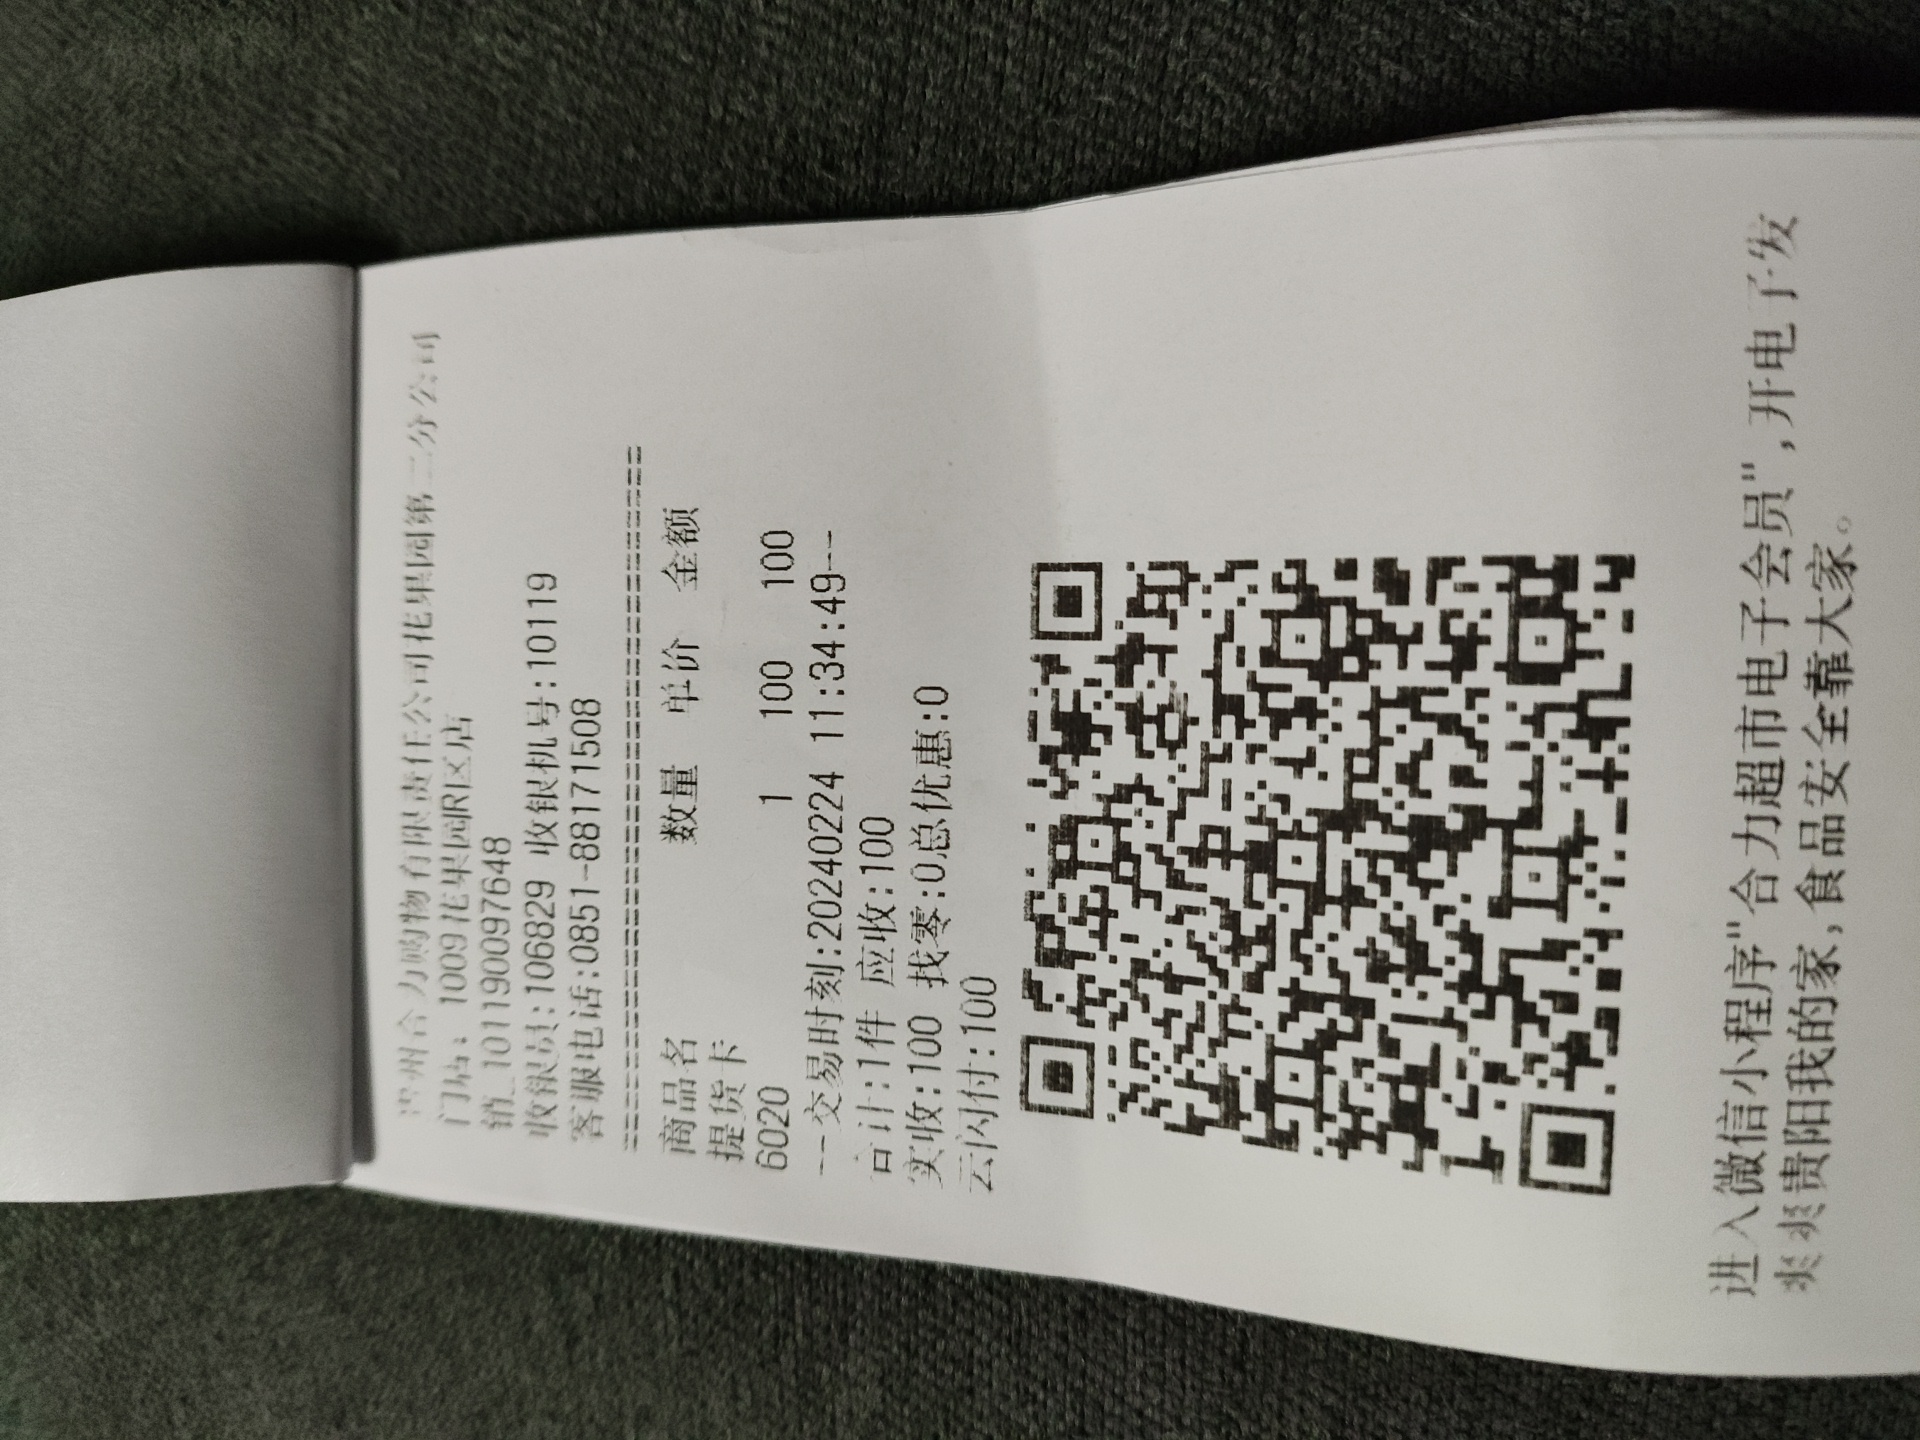 贵州合力购物有限责任公司花果园第二分公司
门店: 1009花果园R区店
销_1011900097648
收银员:106829 收银机号:10119
客服电话:0851-88171508
========================================
商品名 数量 单价 金额
提货卡
6020 1 100 100
--交易时刻:20240224 11:34:49--
合计:1件 应收:100
实收:100 找零:0总优惠:0
云闪付:100
进入微信小程序"合力超市电子会员",开电子发
爽爽贵阳我的家,食品安全靠大家。